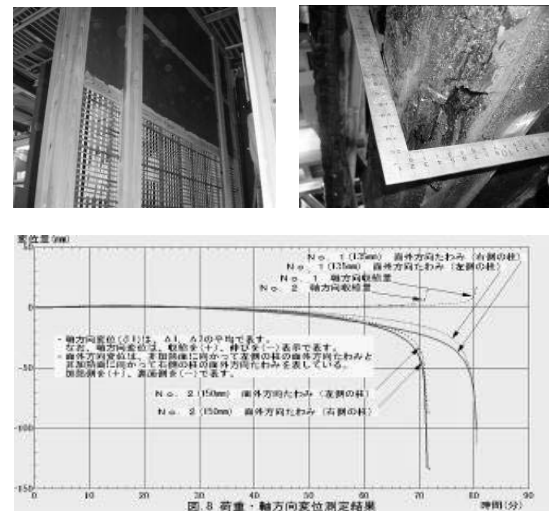 変位量(mm)
50
No. 1 (135mm) 面外方向たわみ (右側の柱)
No. 1 (135mm) 面外方向たわみ (左側の柱)
No. 1 軸方向収縮量
No. 2 軸方向収縮量
0
・軸方向変位(δ1)は、Δ1、Δ2の平均で表す。
なお、軸方向変位は、収縮を(+)、伸びを(-)表示で表す。
・面外方向変位は、非加熱面に向かって左側の柱の面外方向たわみと
非加熱面に向かって右側の柱の面外方向たわみを表している。
加熱側を(+)、裏面側を(-)で表す。
-50
No. 2 (150mm) 面外方向たわみ (左側の柱)
No. 2 (150mm) 面外方向たわみ (右側の柱)
-100
-150
0 10 20 30 40 50 60 70 80 90
図.8 荷重・軸方向変位測定結果 時間(分)